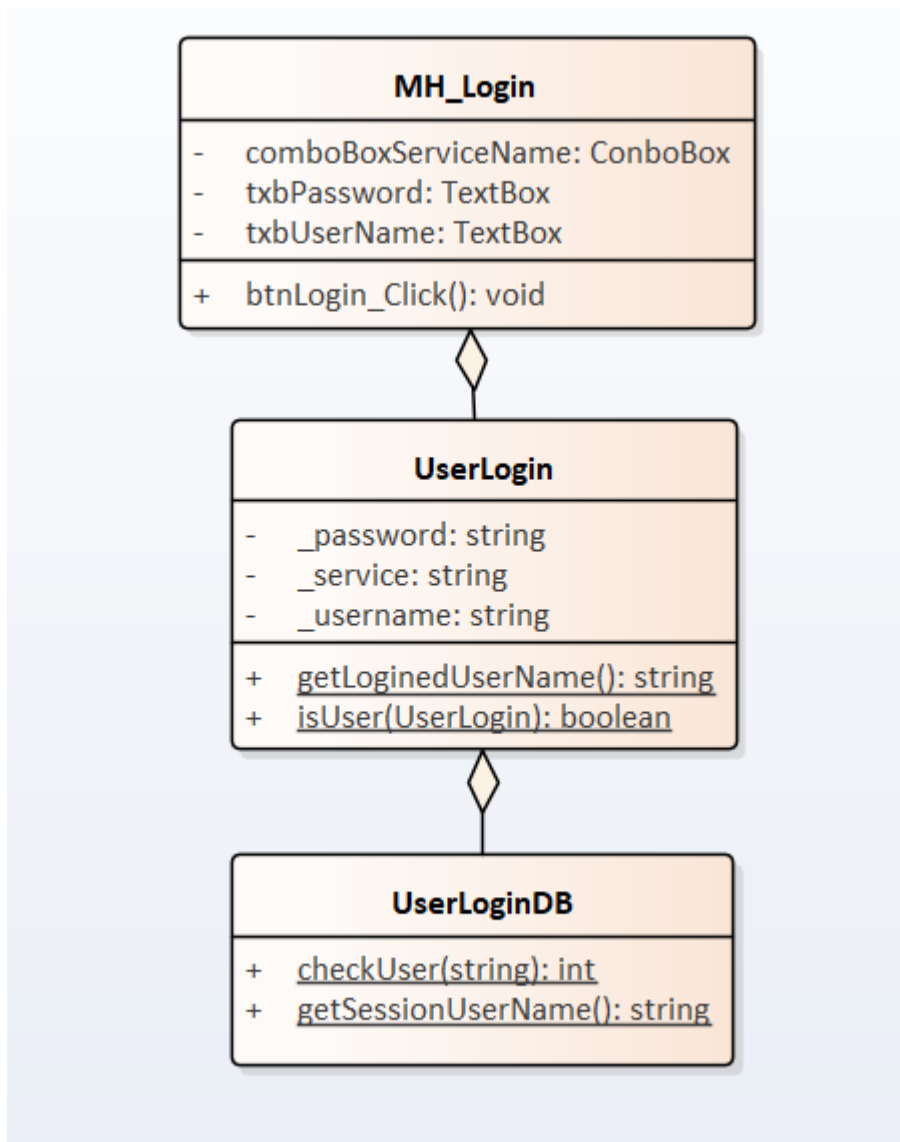 MH_Login
- comboBoxServiceName: ConboBox
- txbPassword: TextBox
- txbUserName: TextBox
+ btnLogin_Click(): void
UserLogin
- _password: string
- _service: string
- _username: string
+ getLoginedUserName(): string
+ isUser(UserLogin): boolean
UserLoginDB
+ checkUser(string): int
+ getSessionUserName(): string